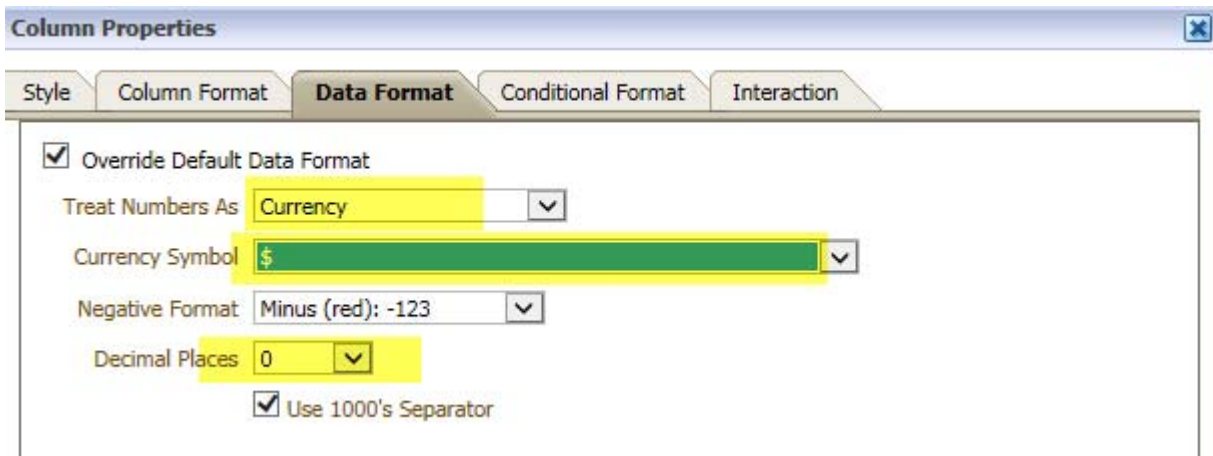 Column Properties
Style Column Format Data Format Conditional Format Interaction
Override Default Data Format
Treat Numbers As Currency
Currency Symbol $
Negative Format Minus (red): -123
Decimal Places 0
Use 1000's Separator